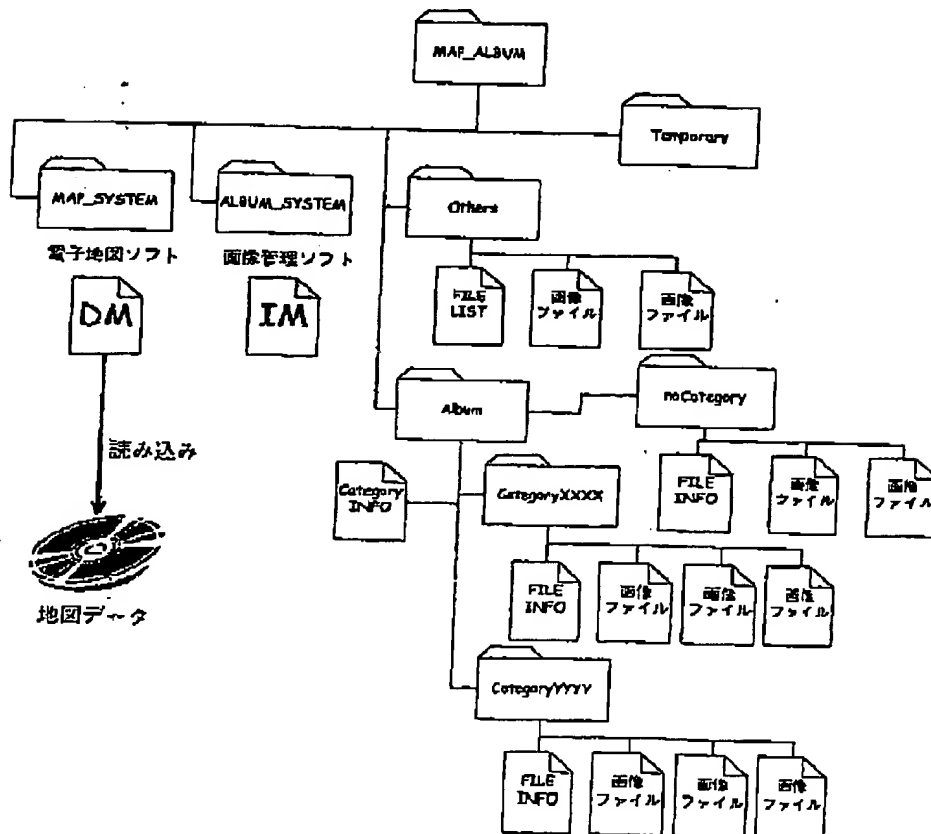 MAP_ALBUM
Temporary
MAP_SYSTEM
ALBUM_SYSTEM
Others
電子地図ソフト
画像管理ソフト
DM
IM
FILE
LIST
画像
ファイル
画像
ファイル
Album
noCategory
読み込み
Category
INFO
CategoryXXXX
FILE
INFO
画像
ファイル
画像
ファイル
地図データ
FILE
INFO
画像
ファイル
画像
ファイル
画像
ファイル
CategoryYYYY
FILE
INFO
画像
ファイル
画像
ファイル
画像
ファイル